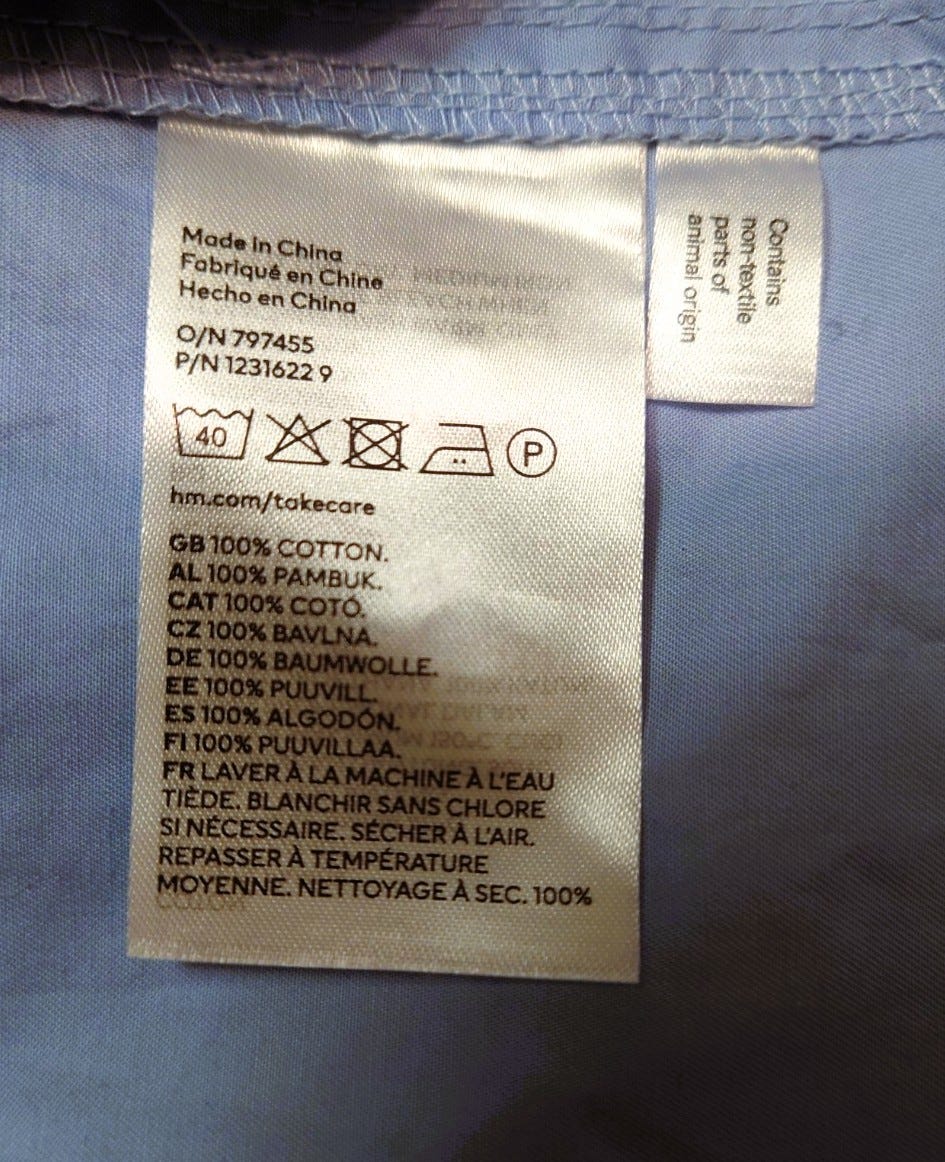 Made in China
Fabriqué en Chine
Hecho en China
O/N 797455
P/N 1231622 9
40
P
hm.com/takecare
GB 100% COTTON.
AL 100% PAMBUK.
CAT 100% COTÓ.
CZ 100% BAVLNA.
DE 100% BAUMWOLLE.
EE 100% PUUVILL.
ES 100% ALGODÓN.
FI 100% PUUVILLAA.
FR LAVER À LA MACHINE À L'EAU
TIÈDE. BLANCHIR SANS CHLORE
SI NÉCESSAIRE. SÉCHER À L'AIR.
REPASSER À TEMPÉRATURE
MOYENNE. NETTOYAGE À SEC. 100%
Contains
non-textile
parts of
animal origin